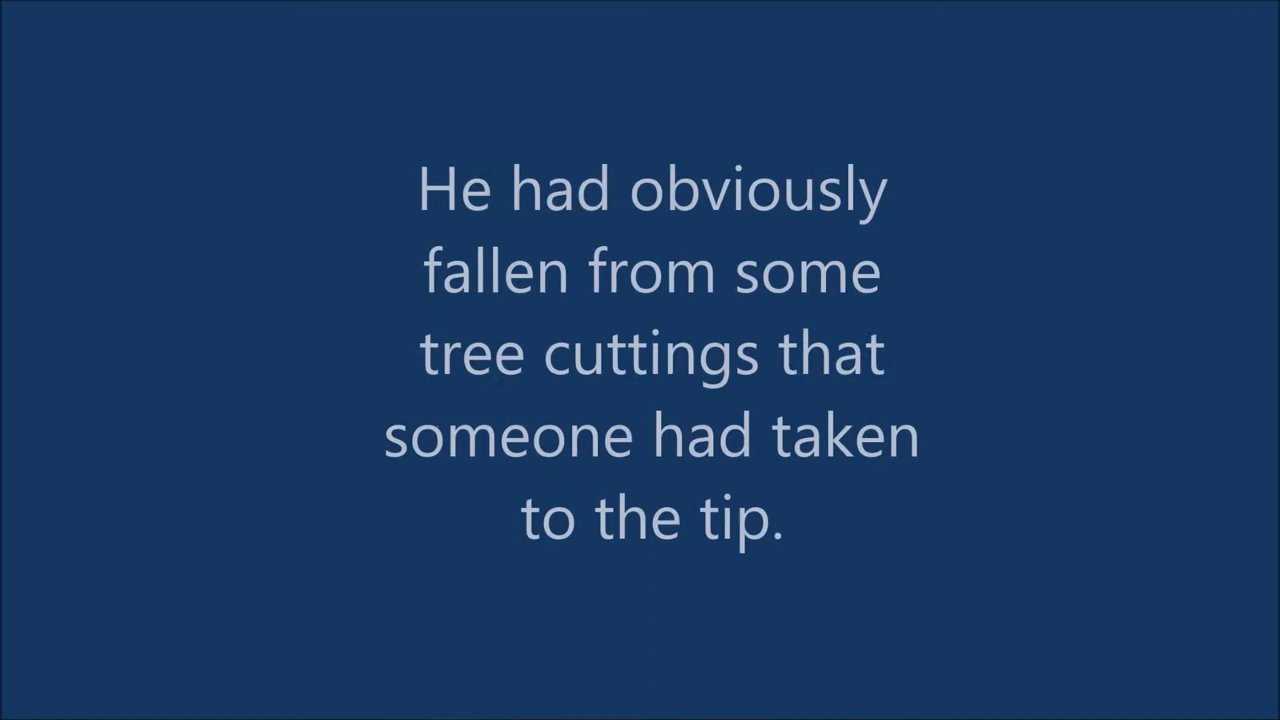 He had obviously
fallen from some
tree cuttings that
someone had taken
to the tip.